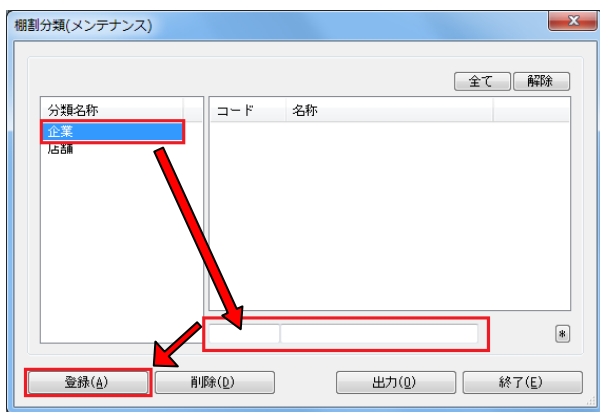 棚割分類(メンテナンス)
全て 解除
分類名称 コード 名称
企業
店舗
*
登録(A) 削除(D) 出力(O) 終了(E)